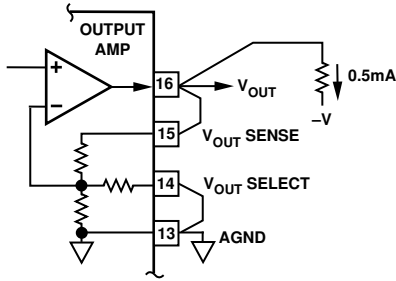 OUTPUT
AMP
+
−
16
VOUT
0.5mA
−V
15
VOUT SENSE
14
VOUT SELECT
13
AGND